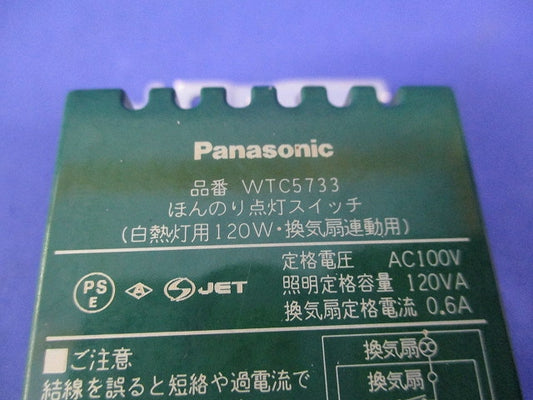 Panasonic
品番 WTC5733
ほんのり点灯スイッチ
(白熱灯用120W・換気扇連動用)
定格電圧 AC100V
照明定格容量 120VA
換気扇定格電流 0.6A
PS
E
JET
■ご注意
結線を誤ると短絡や過電流で
換気扇
換気扇